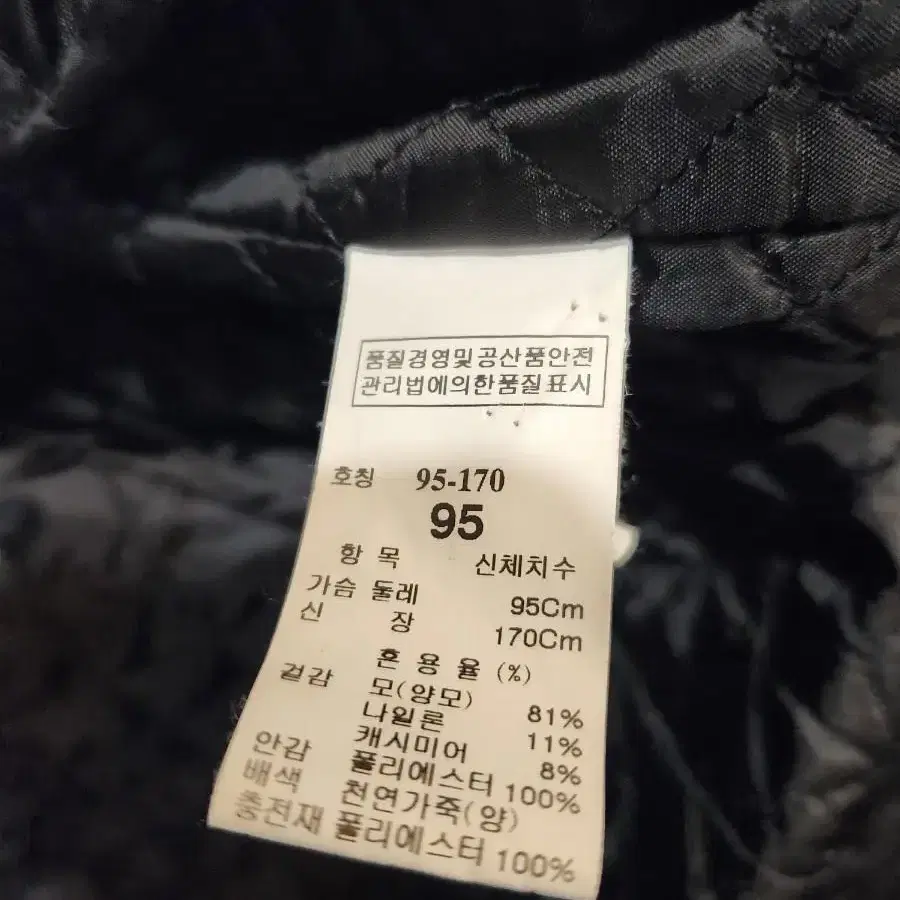 품질경영및공산품안전
관리법에의한품질표시
호칭 95-170
95
항 목 신체치수
가슴 둘레 95Cm
신 장 170Cm
혼 용 율 (%)
겉감 모(양모) 81%
나일론 11%
캐시미어 8%
안감 폴리에스터 100%
배색 천연가죽(양)
충전재 폴리에스터 100%